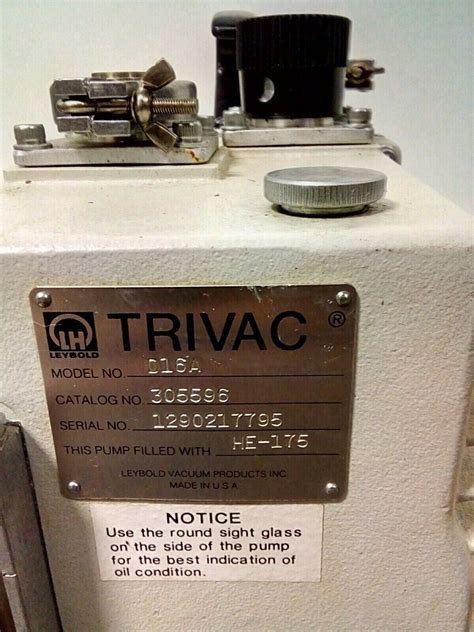 LH
LEYBOLD
TRIVAC ®
MODEL NO. D16A
CATALOG NO. 305596
SERIAL NO. 1290217795
THIS PUMP FILLED WITH HE-175
LEYBOLD VACUUM PRODUCTS INC.
MADE IN U.S A
NOTICE
Use the round sight glass
on the side of the pump
for the best indication of
oil condition.